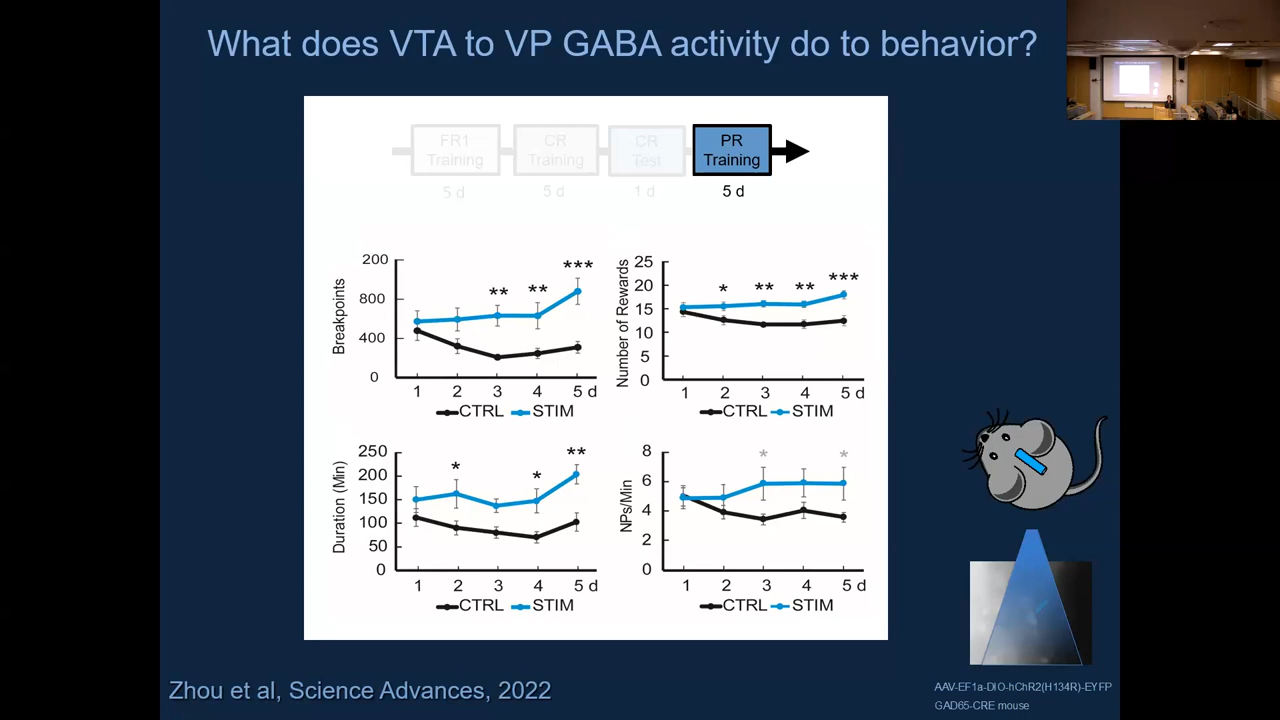 What does VTA to VP GABA activity do to behavior?
FR1 Training
CR Training
CR Test
PR Training
5 d
5 d
1 d
5 d
Breakpoints
200
800
400
0
***
**
**
1 2 3 4 5 d
CTRL STIM
Number of Rewards
25
20
15
10
5
0
*
**
**
***
1 2 3 4 5 d
CTRL STIM
Duration (Min)
250
200
150
100
50
0
*
*
**
1 2 3 4 5 d
CTRL STIM
NPs/Min
8
6
4
2
0
*
*
1 2 3 4 5 d
CTRL STIM
Zhou et al, Science Advances, 2022
AAV-EF1a-DIO-hChR2(H134R)-EYFP
GAD65-CRE mouse